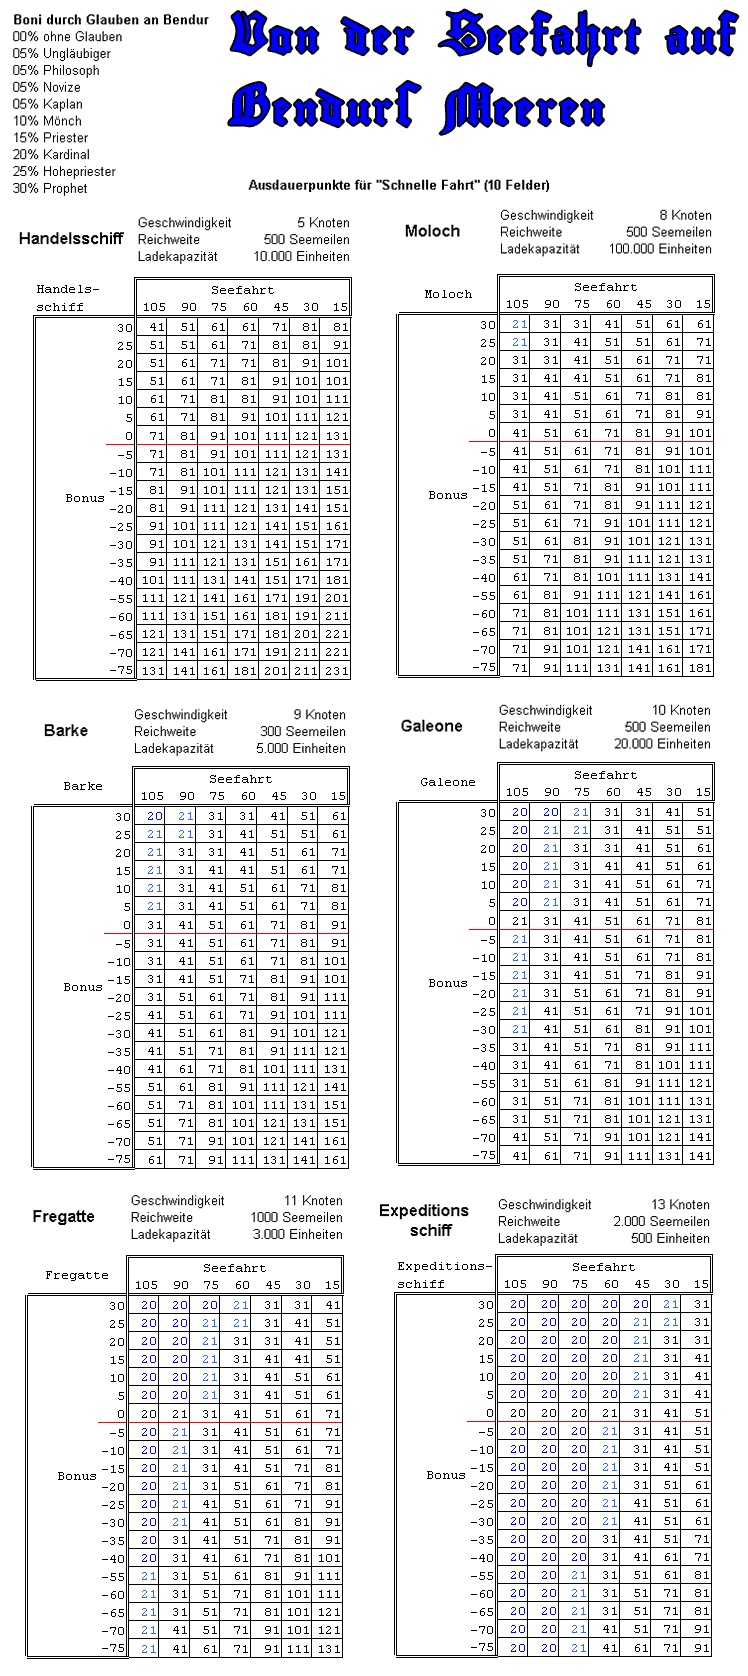 Boni durch Glauben an Bendur
00% ohne Glauben
05% Ungläubiger
05% Philosoph
05% Novize
05% Kaplan
10% Mönch
15% Priester
20% Kardinal
25% Hohepriester
30% Prophet
Von der Seefahrt auf
Bendurs Meeren
Ausdauerpunkte für "Schnelle Fahrt" (10 Felder)
Handelsschiff
Geschwindigkeit 5 Knoten
Reichweite 500 Seemeilen
Ladekapazität 10.000 Einheiten
Handels-
schiff
Seefahrt
105 90 75 60 45 30 15
Bonus
30 41 51 61 61 71 81 81
25 51 51 61 71 81 81 91
20 51 61 71 71 81 91 101
15 51 61 71 81 91 101 101
10 61 71 81 81 91 101 111
5 61 71 81 91 101 111 121
0 71 81 91 101 111 121 131
-5 71 81 91 101 111 121 131
-10 71 81 101 111 121 131 141
-15 81 91 101 111 121 131 151
-20 81 91 111 121 131 141 151
-25 91 101 111 121 141 151 161
-30 91 101 121 131 141 151 171
-35 91 111 121 131 151 161 171
-40 101 111 131 141 151 171 181
-55 111 121 141 161 171 191 201
-60 111 131 151 161 181 191 211
-65 121 131 151 171 181 201 221
-70 121 141 161 171 191 211 221
-75 131 141 161 181 201 211 231
Moloch
Geschwindigkeit 8 Knoten
Reichweite 500 Seemeilen
Ladekapazität 100.000 Einheiten
Moloch
Seefahrt
105 90 75 60 45 30 15
Bonus
30 21 31 31 41 51 61 61
25 21 31 41 51 51 61 71
20 31 31 41 51 61 71 71
15 31 41 41 51 61 71 81
10 31 41 51 61 71 81 81
5 31 41 51 61 71 81 91
0 41 51 61 71 81 91 101
-5 41 51 61 71 81 91 101
-10 41 51 61 71 81 101 111
-15 41 51 71 81 91 101 111
-20 51 61 71 81 91 111 121
-25 51 61 71 91 101 111 121
-30 51 61 81 91 101 121 131
-35 51 71 81 91 111 121 131
-40 61 71 81 101 111 131 141
-55 61 81 91 111 121 141 161
-60 71 81 101 111 131 151 161
-65 71 81 101 121 131 151 171
-70 71 91 121 141 161 171
-75 71 91 111 131 141 161 181
Barke
Geschwindigkeit 9 Knoten
Reichweite 300 Seemeilen
Ladekapazität 5.000 Einheiten
Barke
Seefahrt
105 90 75 60 45 30 15
Bonus
30 20 21 31 31 41 51 61
25 21 21 31 41 51 51 61
20 21 31 31 41 51 61 71
15 21 31 41 41 51 61 71
10 21 31 41 51 61 71 81
5 21 31 41 51 61 71 81
0 31 41 51 61 71 81 91
-5 31 41 51 61 71 81 91
-10 31 41 51 61 71 81 101
-15 31 41 51 71 81 91 101
-20 31 51 61 71 81 91 111
-25 41 51 61 71 91 101 111
-30 41 51 61 81 91 101 121
-35 41 51 71 81 91 111 121
-40 41 61 71 81 101 111 131
-55 51 61 81 91 111 121 141
-60 51 71 81 101 111 131 151
-65 51 71 81 101 121 131 151
-70 51 71 91 101 121 141 161
-75 61 71 91 111 131 141 161
Galeone
Geschwindigkeit 10 Knoten
Reichweite 500 Seemeilen
Ladekapazität 20.000 Einheiten
Galeone
Seefahrt
105 90 75 60 45 30 15
Bonus
30 20 20 21 31 31 41 51
25 20 21 21 31 41 51 51
20 20 21 31 31 41 51 61
15 20 21 31 41 41 51 61
10 20 21 31 41 51 61 71
5 20 21 31 41 51 61 71
0 21 31 41 51 61 71 81
-5 21 31 41 51 61 71 81
-10 21 31 41 51 61 71 81
-15 21 31 41 51 71 81 91
-20 21 31 51 61 71 81 91
-25 21 41 51 61 71 91 101
-30 21 41 51 61 81 91 101
-35 31 41 51 71 81 91 111
-40 31 41 61 71 81 101 111
-55 31 51 61 81 91 111 121
-60 31 51 71 81 101 111 131
-65 31 51 71 81 101 121 131
-70 41 51 71 91 101 121 141
-75 41 61 71 91 111 131 141
Fregatte
Geschwindigkeit 11 Knoten
Reichweite 1000 Seemeilen
Ladekapazität 3.000 Einheiten
Fregatte
Seefahrt
105 90 75 60 45 30 15
Bonus
30 20 20 20 21 31 31 41
25 20 20 21 21 31 41 51
20 20 20 21 31 31 41 51
15 20 20 21 31 41 41 51
10 20 20 21 31 41 51 61
5 20 20 21 31 41 51 61
0 20 21 31 41 51 61 71
-5 20 21 31 41 51 61 71
-10 20 21 31 41 51 61 71
-15 20 21 31 41 51 71 81
-20 20 21 31 51 61 71 81
-25 20 21 41 51 61 71 91
-30 20 21 41 51 61 81 91
-35 20 31 41 51 71 81 91
-40 20 31 41 61 71 81 101
-55 21 31 51 61 81 91 111
-60 21 31 51 71 81 101 111
-65 21 31 51 71 81 101 121
-70 21 41 51 71 91 101 121
-75 21 41 61 71 91 111 131
Expeditions
schiff
Geschwindigkeit 13 Knoten
Reichweite 2.000 Seemeilen
Ladekapazität 500 Einheiten
Expeditions-
schiff
Seefahrt
105 90 75 60 45 30 15
Bonus
30 20 20 20 20 20 21 31
25 20 20 20 20 21 21 31
20 20 20 20 20 21 31 31
15 20 20 20 20 21 31 41
10 20 20 20 20 21 31 41
5 20 20 20 20 21 31 41
0 20 20 20 21 31 41 51
-5 20 20 20 21 31 41 51
-10 20 20 20 21 31 41 51
-15 20 20 20 21 31 41 51
-20 20 20 20 21 41 51 61
-25 20 20 20 21 41 51 61
-30 20 20 20 21 41 51 61
-35 20 20 20 31 41 51 71
-40 20 20 20 31 41 61 71
-55 20 20 21 31 51 61 81
-60 20 20 21 31 51 71 81
-65 20 20 21 31 51 71 81
-70 20 20 21 41 51 71 91
-75 20 20 21 41 61 71 91